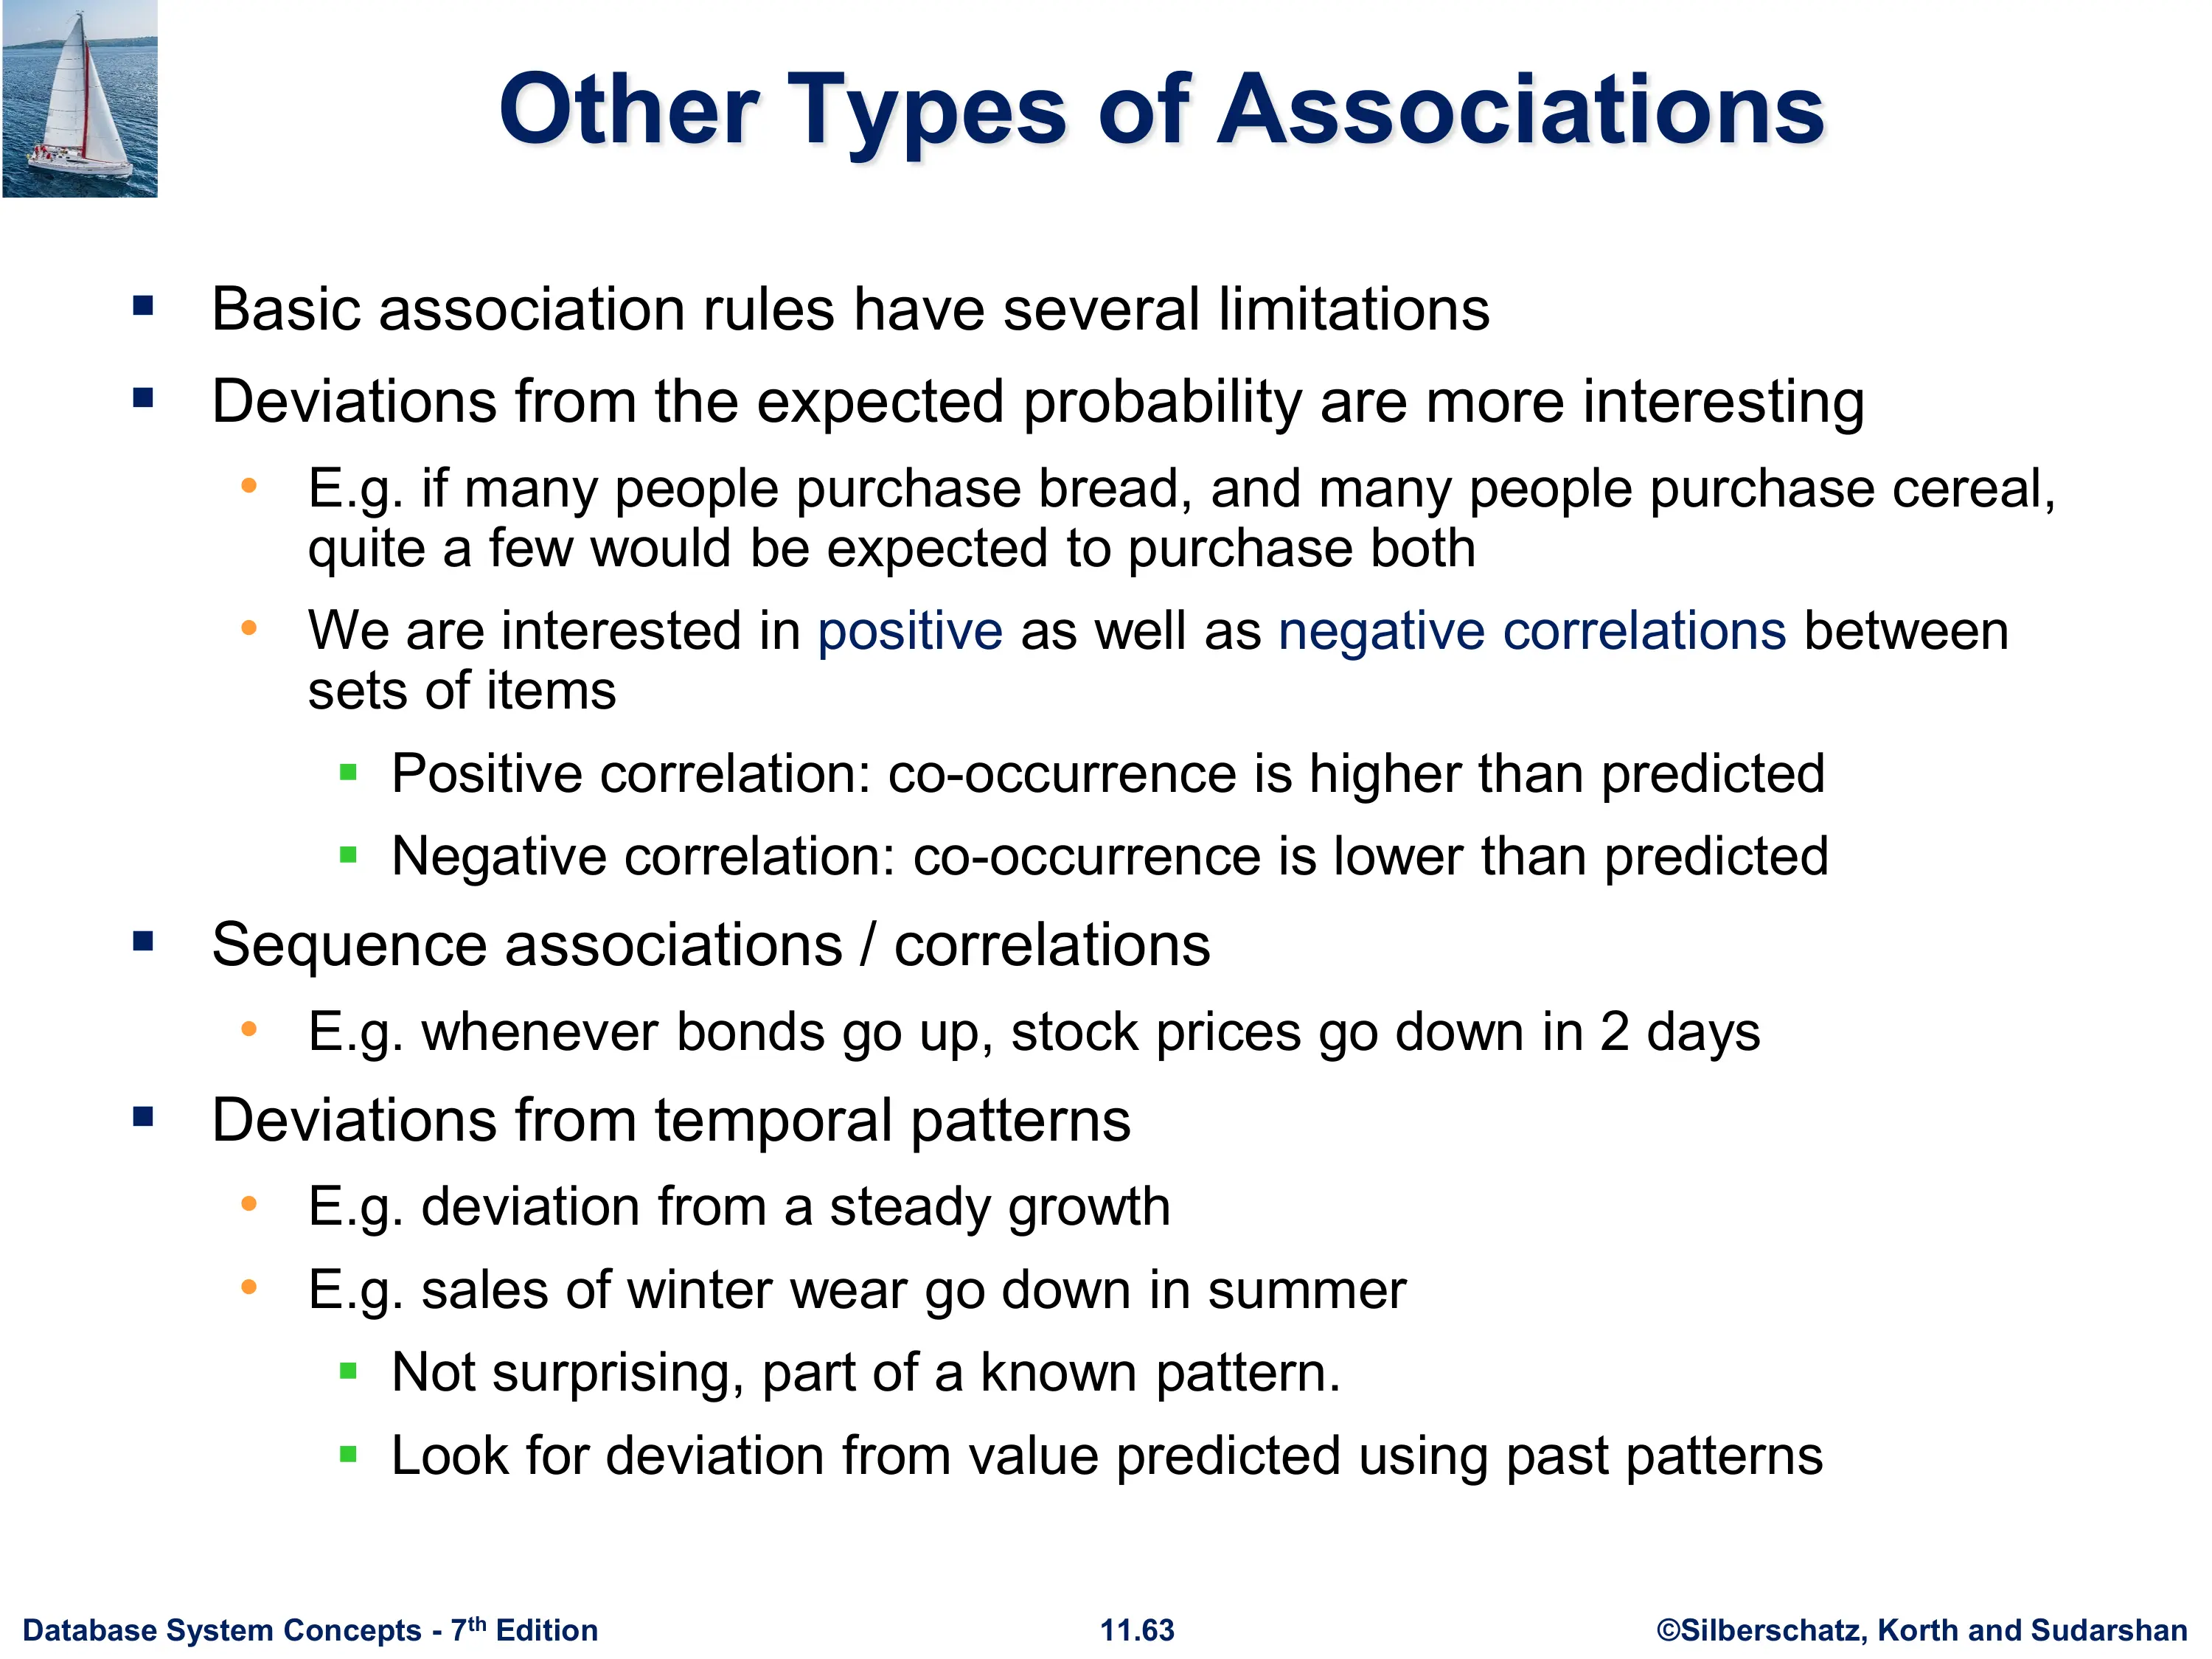 Other Types of Associations
▪ Basic association rules have several limitations
▪ Deviations from the expected probability are more interesting
• E.g. if many people purchase bread, and many people purchase cereal,
quite a few would be expected to purchase both
• We are interested in positive as well as negative correlations between
sets of items
▪ Positive correlation: co-occurrence is higher than predicted
▪ Negative correlation: co-occurrence is lower than predicted
▪ Sequence associations / correlations
• E.g. whenever bonds go up, stock prices go down in 2 days
▪ Deviations from temporal patterns
• E.g. deviation from a steady growth
• E.g. sales of winter wear go down in summer
▪ Not surprising, part of a known pattern.
▪ Look for deviation from value predicted using past patterns
Database System Concepts - 7th Edition
11.63
©Silberschatz, Korth and Sudarshan